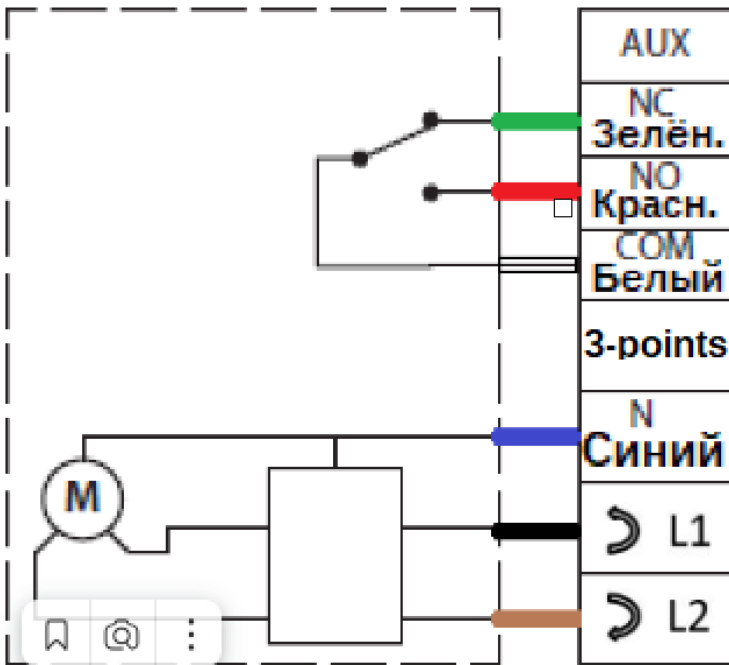 AUX
NC
Зелён.
NO
Красн.
COM
Белый
3-points
N
Синий
M
L1
L2